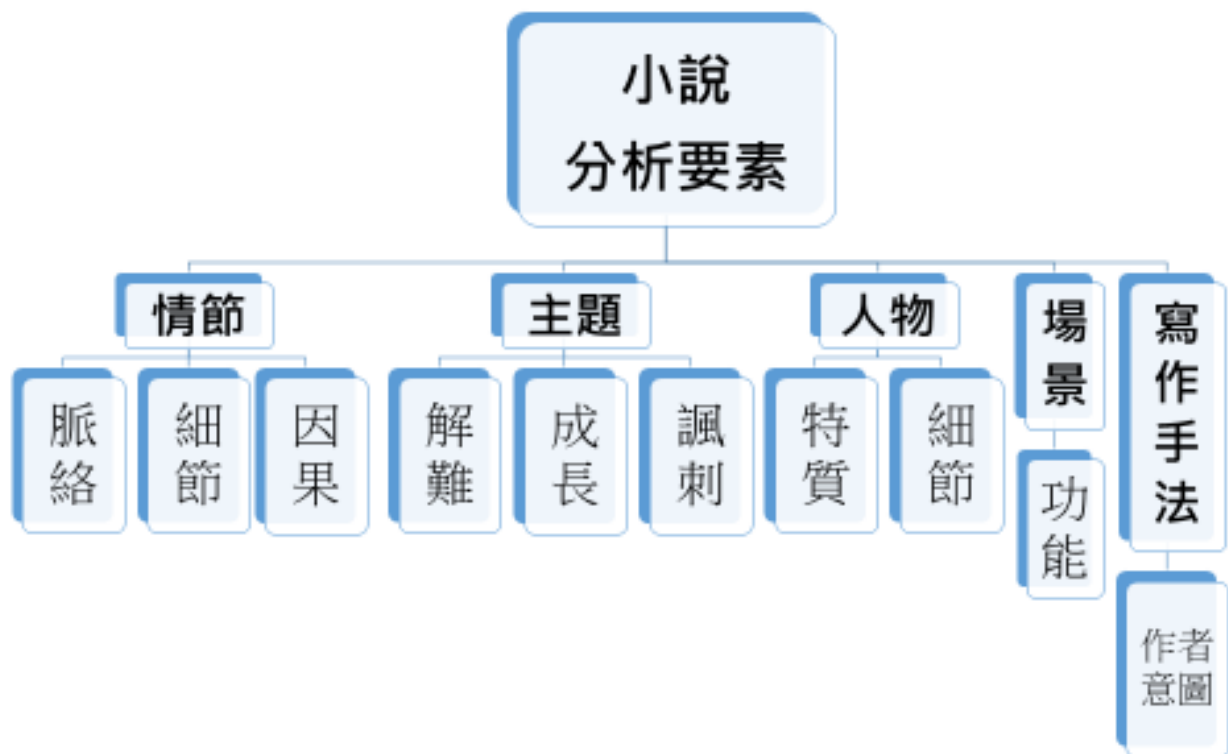 小說
分析要素
情節
主題
人物
場景
寫作手法
脈絡
細節
因果
解難
成長
諷刺
特質
細節
功能
作者
意圖